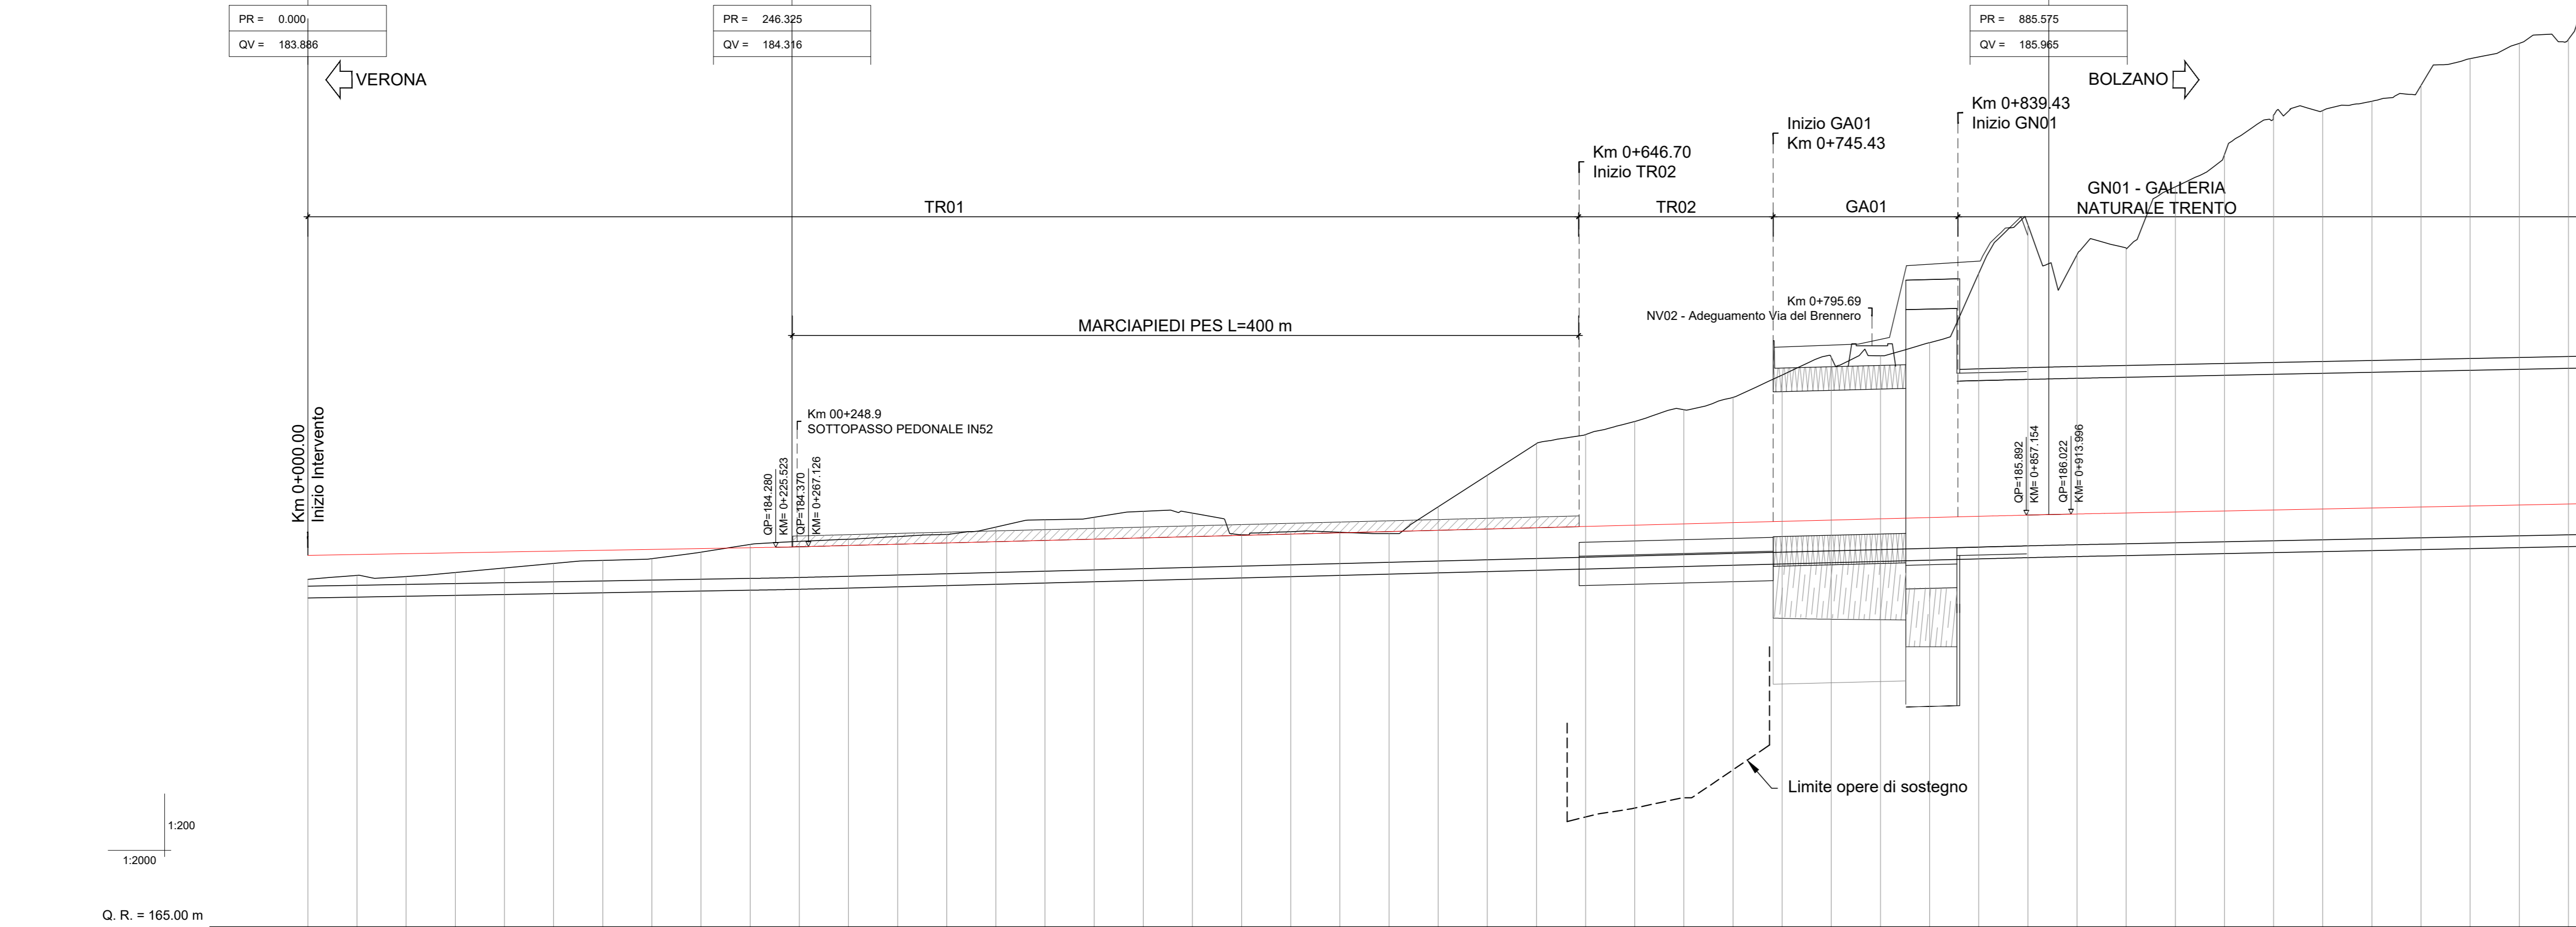 PR = 0.000
QV = 183.886
PR = 246.325
QV = 184.316
PR = 885.575
QV = 185.965
VERONA
BOLZANO
Km 0+839.43
Inizio GN01
Inizio GA01
Km 0+745.43
Km 0+646.70
Inizio TR02
TR01
TR02
GA01
GN01 - GALLERIA
NATURALE TRENTO
Km 0+795.69
NV02 - Adeguamento Via del Brennero
MARCIAPIEDI PES L=400 m
Km 0+000.00
Inizio Intervento
Km 00+248.9
SOTTOPASSO PEDONALE IN52
QP=184.280
KM= 0+225.523
QP=184.370
KM= 0+267.126
QP=185.892
KM= 0+857.154
QP=186.022
KM= 0+913.996
Limite opere di sostegno
1:200
1:2000
Q. R. = 165.00 m